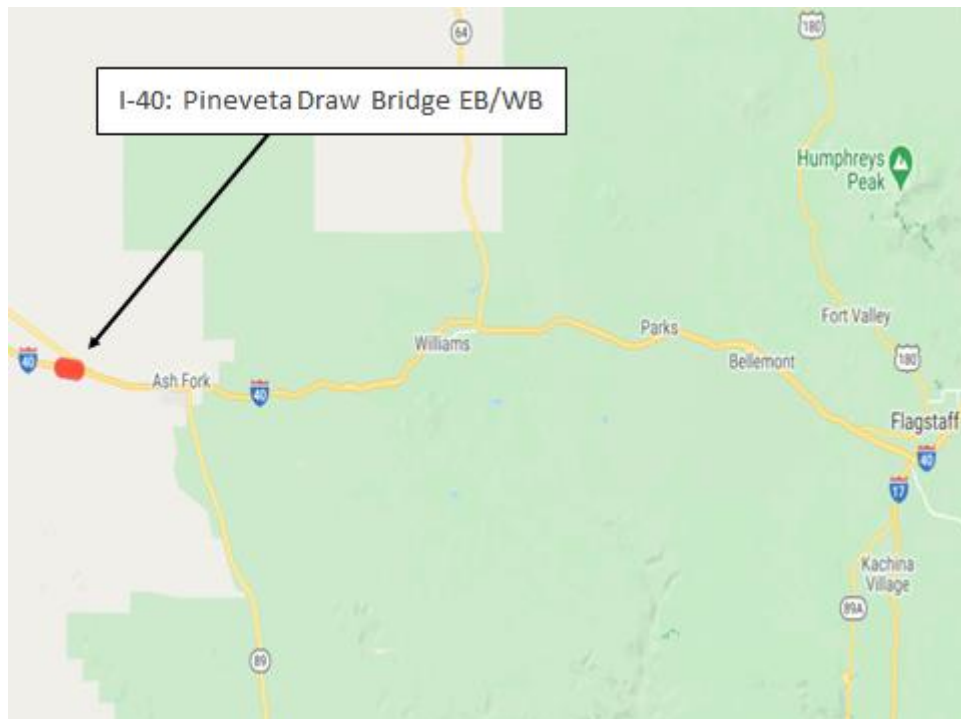 64
180
I-40: Pineveta Draw Bridge EB/WB
Humphreys
Peak
Fort Valley
Parks
Williams
180
Bellemont
40
Ash Fork
40
Flagstaff
40
17
Kachina
Village
89A
89